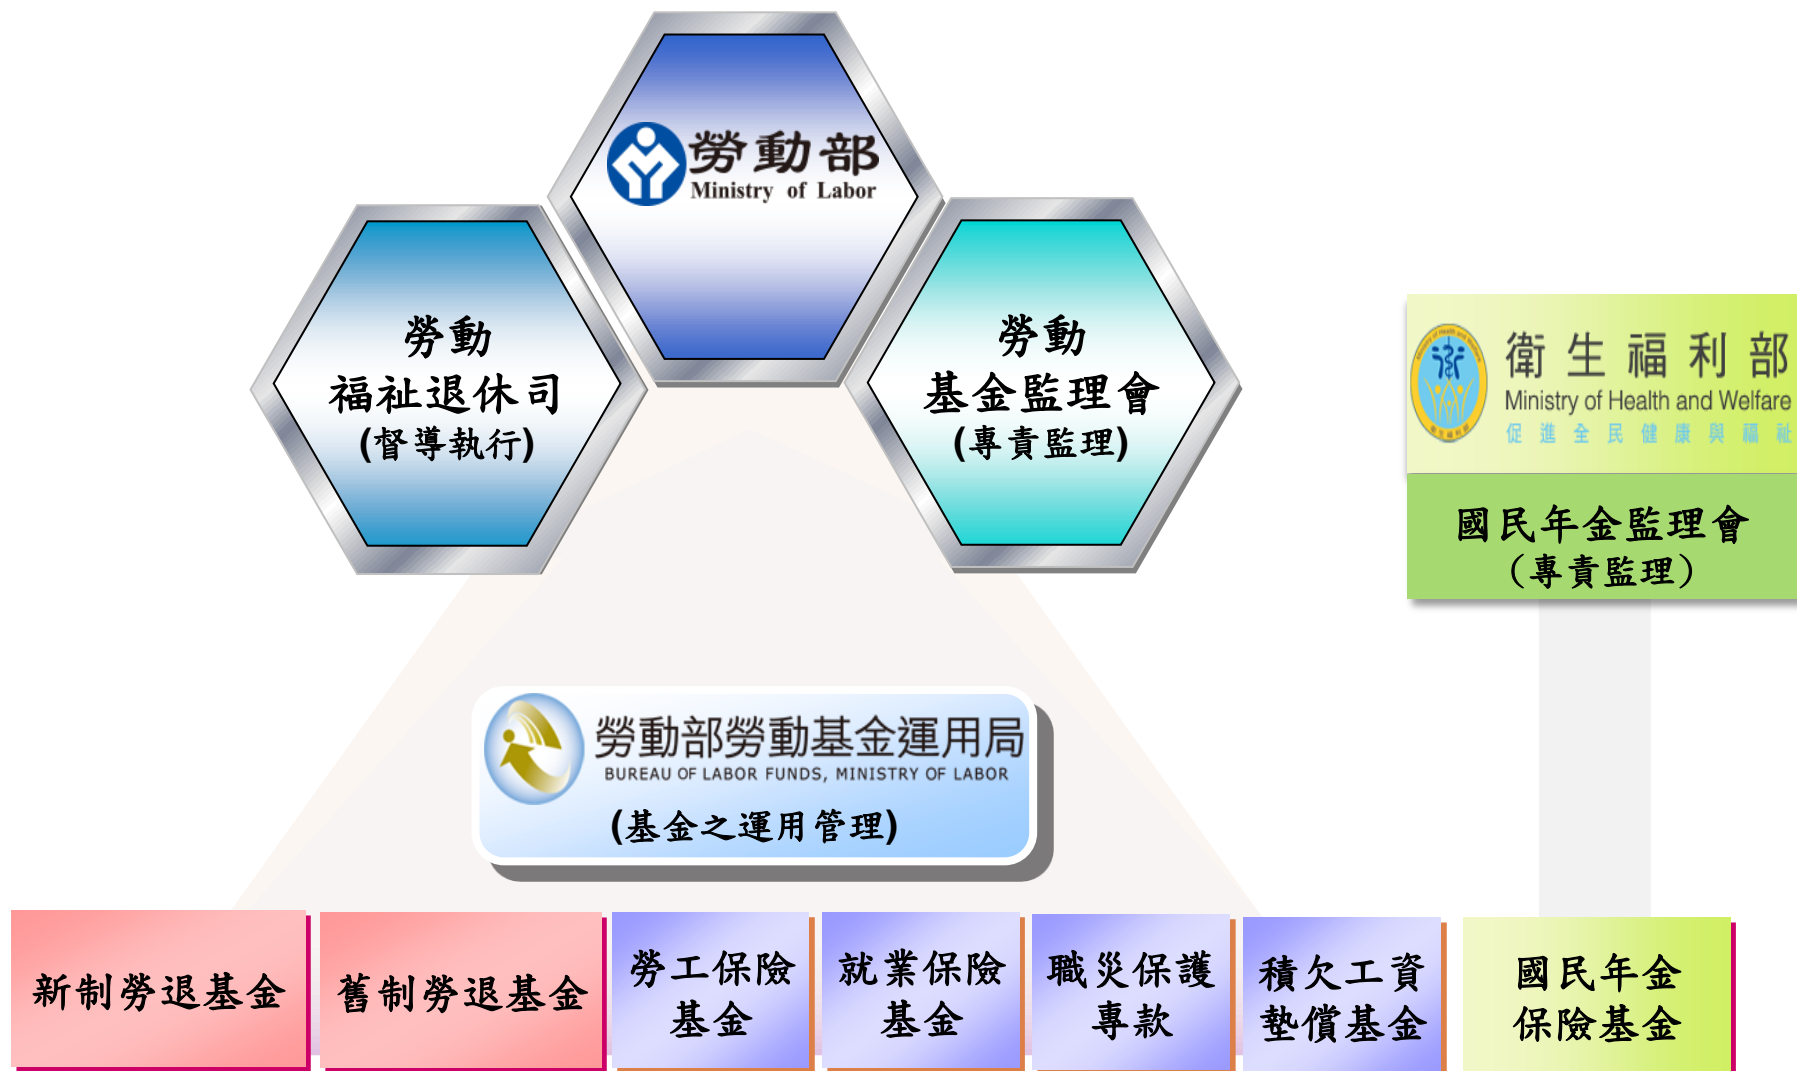 勞動部
Ministry of Labor
勞動
福祉退休司
(督導執行)
勞動
基金監理會
(專責監理)
衛生福利部
Ministry of Health and Welfare
促進全民健康與福祉
國民年金監理會
（專責監理）
勞動部勞動基金運用局
BUREAU OF LABOR FUNDS, MINISTRY OF LABOR
(基金之運用管理)
新制勞退基金
舊制勞退基金
勞工保險
基金
就業保險
基金
職災保護
專款
積欠工資
墊償基金
國民年金
保險基金